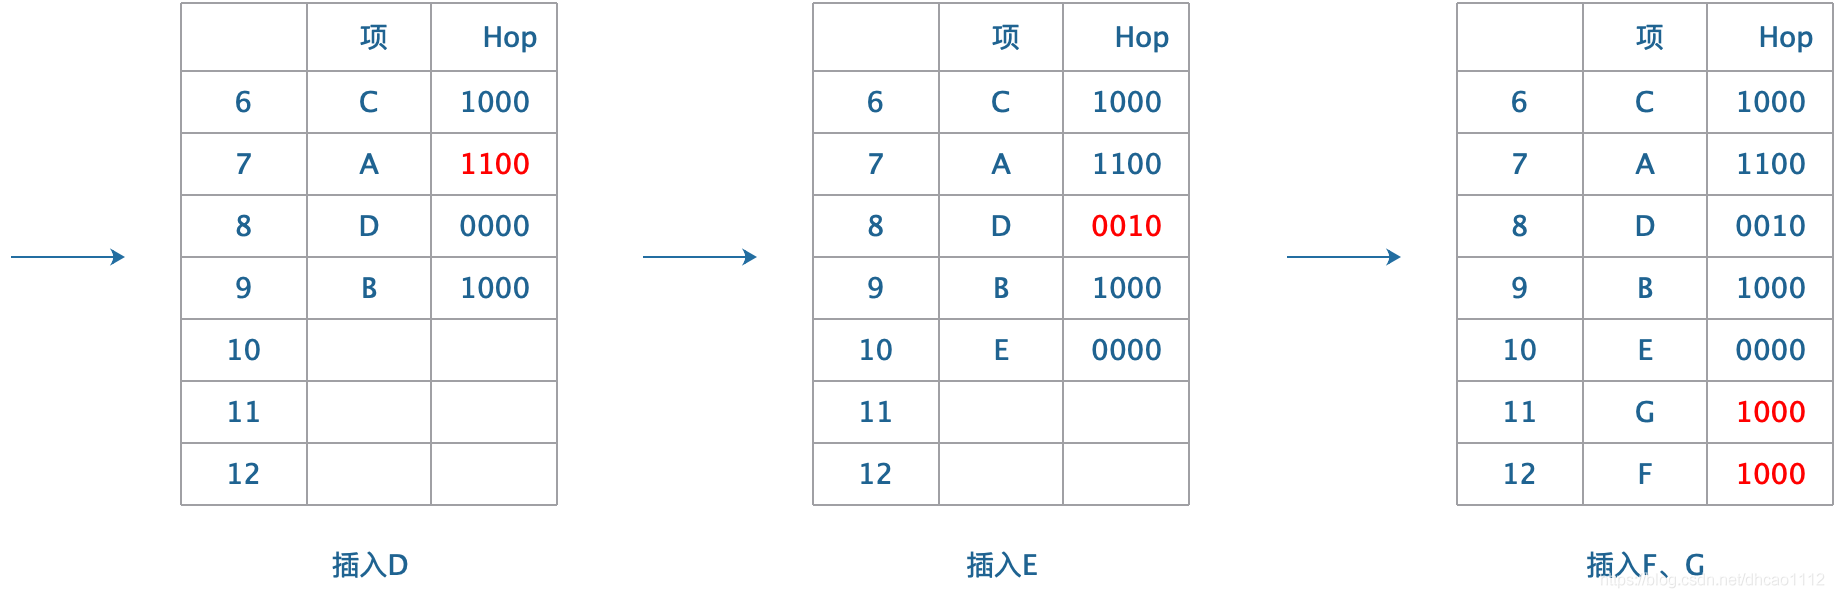 项 Hop
6 C 1000
7 A 1100
8 D 0000
9 B 1000
10
11
12
插入D
项 Hop
6 C 1000
7 A 1100
8 D 0010
9 B 1000
10 E 0000
11
12
插入E
项 Hop
6 C 1000
7 A 1100
8 D 0010
9 B 1000
10 E 0000
11 G 1000
12 F 1000
插入F、G
https://blog.csdn.net/dhcao1112